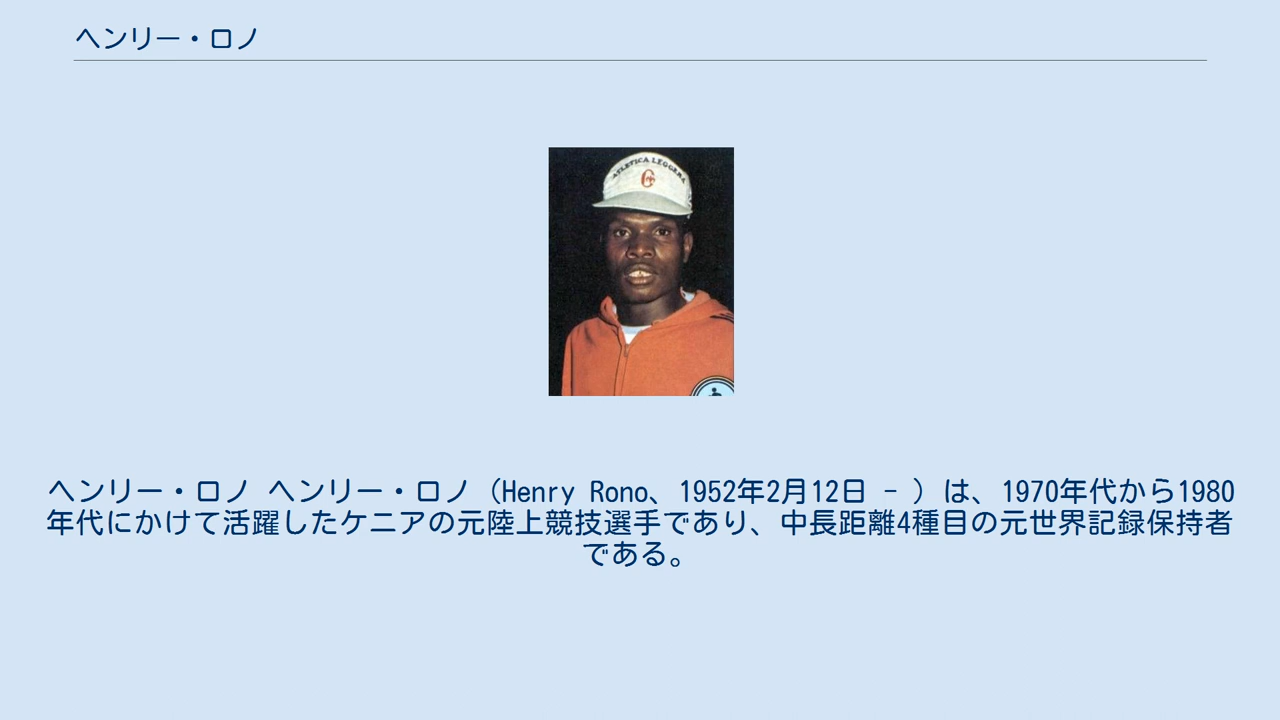 ヘンリー・ロノ
ATLETICA LEGGERA
G
ヘンリー・ロノ ヘンリー・ロノ（Henry Rono、1952年2月12日 - ）は、1970年代から1980
年代にかけて活躍したケニアの元陸上競技選手であり、中長距離4種目の元世界記録保持者
である。